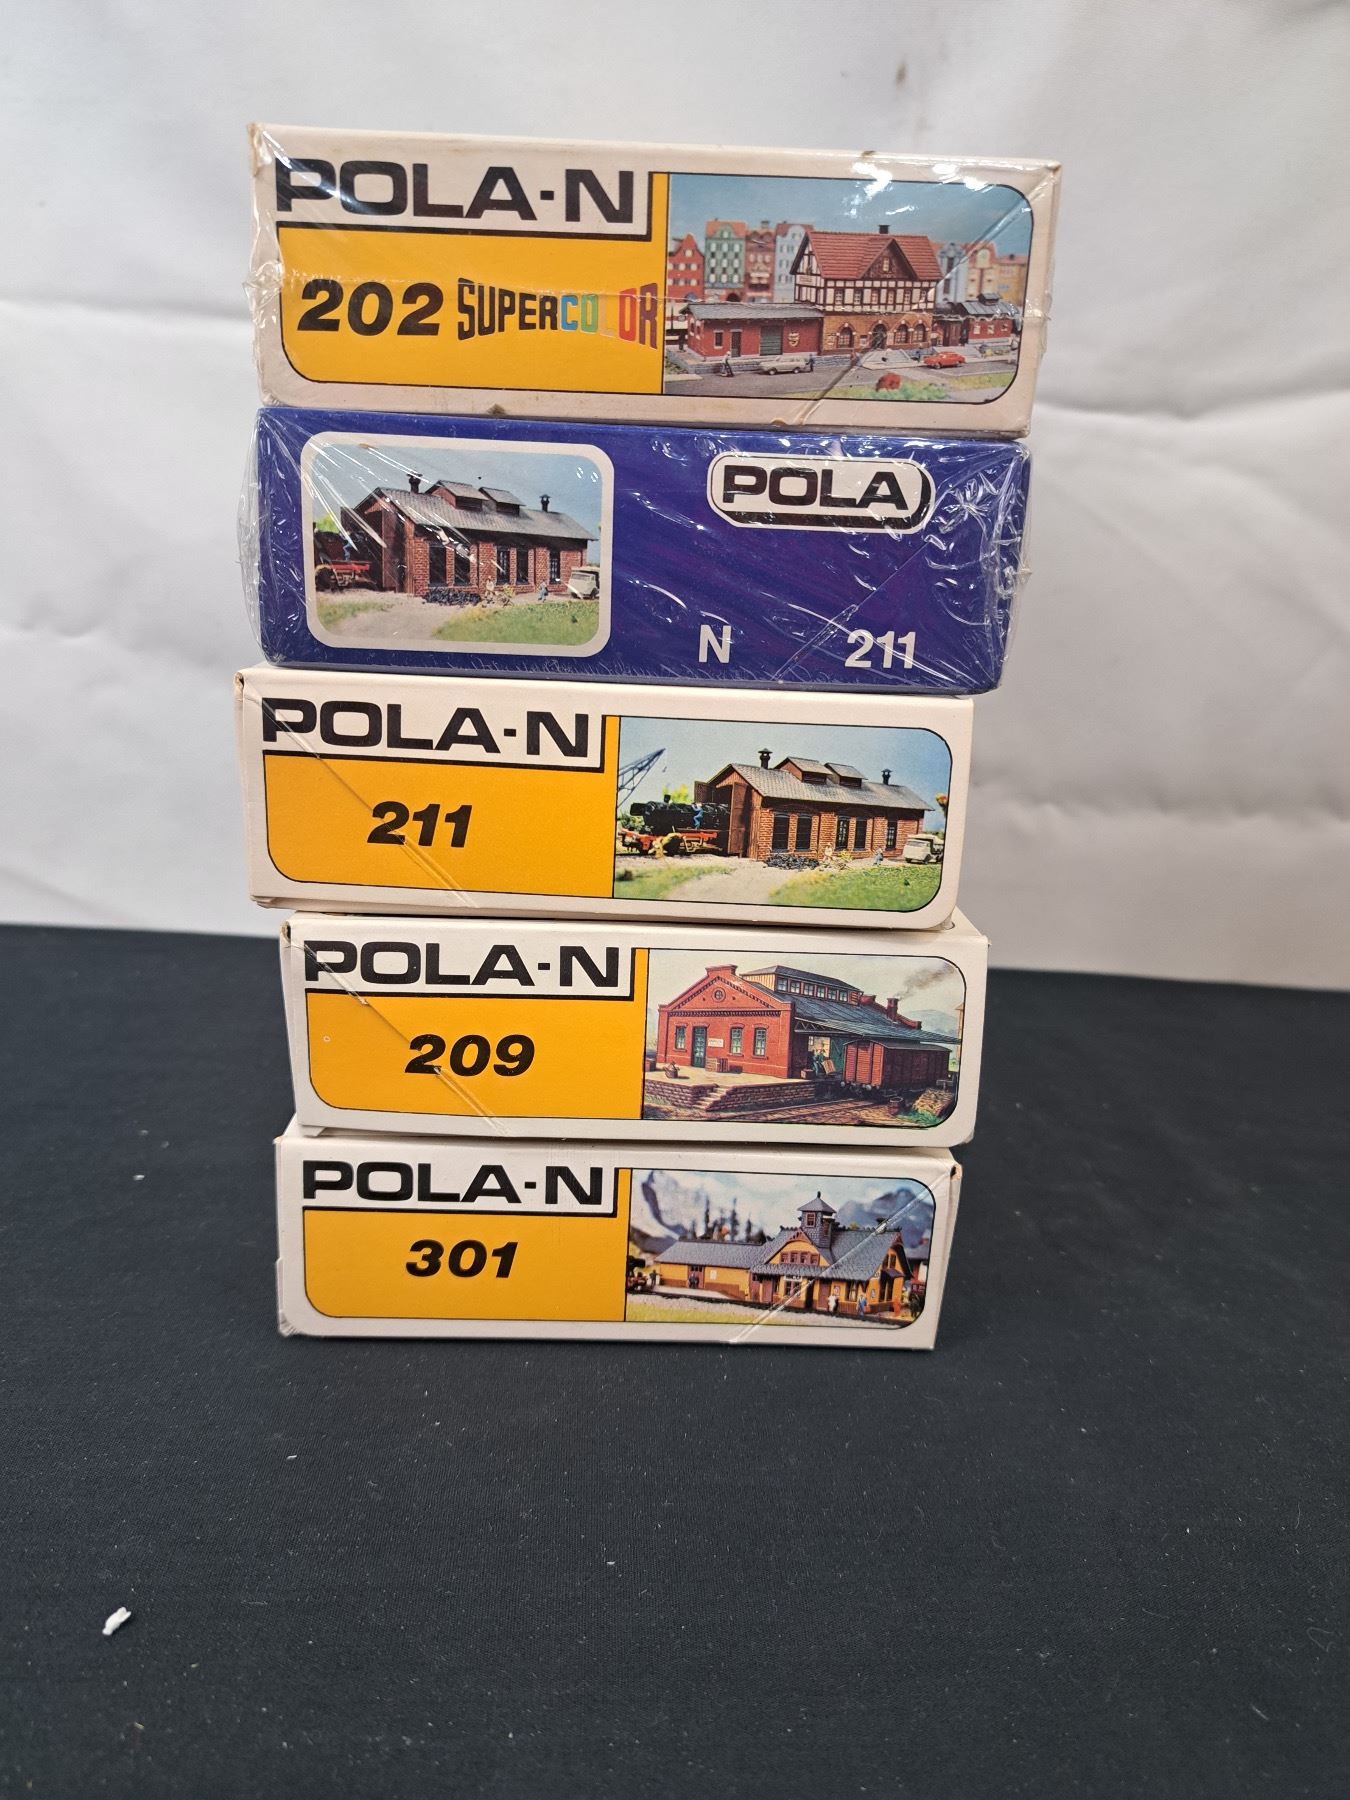 POLA-N
202 SUPERCOLOR
POLA
N 211
POLA-N
211
POLA-N
209
POLA-N
301